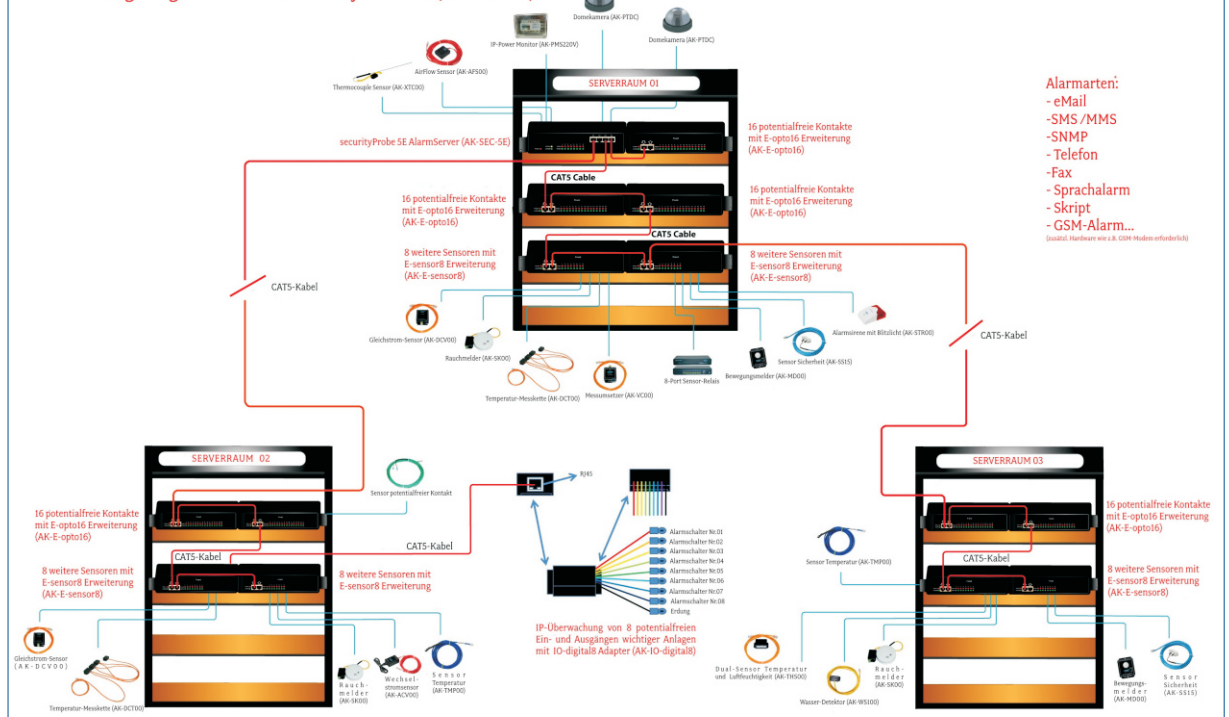 Domekamera (AK-PTDC)
Domekamera (AK-PTDC)
IP-Power Monitor (AK-PMS220V)
AirFlow Sensor (AK-AFS00)
Thermocouple Sensor (AK-XTC00)
SERVERRAUM 01
Alarmarten:
- eMail
-SMS /MMS
-SNMP
- Telefon
-Fax
- Sprachalarm
- Skript
- GSM-Alarm...
(zusätzl. Hardware wie z.B. GSM-Modem erforderlich)
securityProbe 5E AlarmServer (AK-SEC-5E)
16 potentialfreie Kontakte
mit E-opto16 Erweiterung
(AK-E-opto16)
CAT5 Cable
16 potentialfreie Kontakte
mit E-opto16 Erweiterung
(AK-E-opto16)
16 potentialfreie Kontakte
mit E-opto16 Erweiterung
(AK-E-opto16)
CAT5 Cable
8 weitere Sensoren mit
E-sensor8 Erweiterung
(AK-E-sensor8)
8 weitere Sensoren mit
E-sensor8 Erweiterung
(AK-E-sensor8)
CAT5-Kabel
CAT5-Kabel
Gleichstrom-Sensor (AK-DCV00)
Rauchmelder (AK-SK00)
Temperatur-Messkette (AK-DCT00)
Messumsetzer (AK-VC00)
8-Port Sensor-Relais
Bewegungsmelder (AK-MD00)
Sensor Sicherheit (AK-SS15)
Alarmsirene mit Blitzlicht (AK-STR00)
SERVERRAUM 02
Sensor potentialfreier Kontakt
16 potentialfreie Kontakte
mit E-opto16 Erweiterung
(AK-E-opto16)
CAT5-Kabel
8 weitere Sensoren mit
E-sensor8 Erweiterung
(AK-E-sensor8)
8 weitere Sensoren mit
E-sensor8 Erweiterung
CAT5-Kabel
Gleichstrom-Sensor
(AK-DCV00)
Temperatur-Messkette (AK-DCT00)
Rauch-
melder
(AK-SK00)
Wechsel-
stromsensor
(AK-ACV00)
Sensor
Temperatur
(AK-TMP00)
RJ45
Alarmschalter Nr.01
Alarmschalter Nr.02
Alarmschalter Nr.03
Alarmschalter Nr.04
Alarmschalter Nr.05
Alarmschalter Nr.06
Alarmschalter Nr.07
Alarmschalter Nr.08
Erdung
IP-Überwachung von 8 potentialfreien
Ein- und Ausgängen wichtiger Anlagen
mit IO-digital8 Adapter (AK-IO-digital8)
SERVERRAUM 03
16 potentialfreie Kontakte
mit E-opto16 Erweiterung
(AK-E-opto16)
CAT5-Kabel
8 weitere Sensoren mit
E-sensor8 Erweiterung
(AK-E-sensor8)
Sensor Temperatur (AK-TMP00)
Dual-Sensor Temperatur
und Luftfeuchtigkeit (AK-THS00)
Wasser-Detektor (AK-WS100)
Rauch-
melder
(AK-SK00)
Bewegungs-
melder
(AK-MD00)
Sensor
Sicherheit
(AK-SS15)